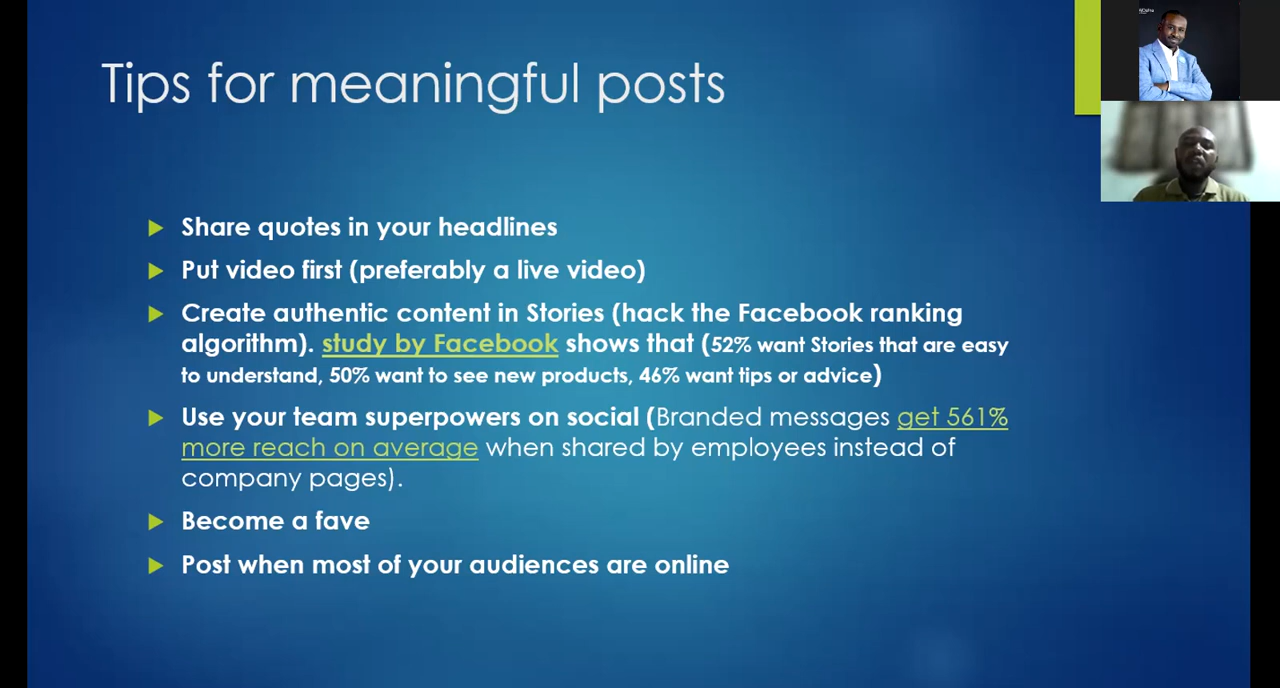 Tips for meaningful posts
Share quotes in your headlines
Put video first (preferably a live video)
Create authentic content in Stories (hack the Facebook ranking
algorithm). study by Facebook shows that (52% want Stories that are easy
to understand, 50% want to see new products, 46% want tips or advice)
Use your team superpowers on social (Branded messages get 561%
more reach on average when shared by employees instead of
company pages).
Become a fave
Post when most of your audiences are online